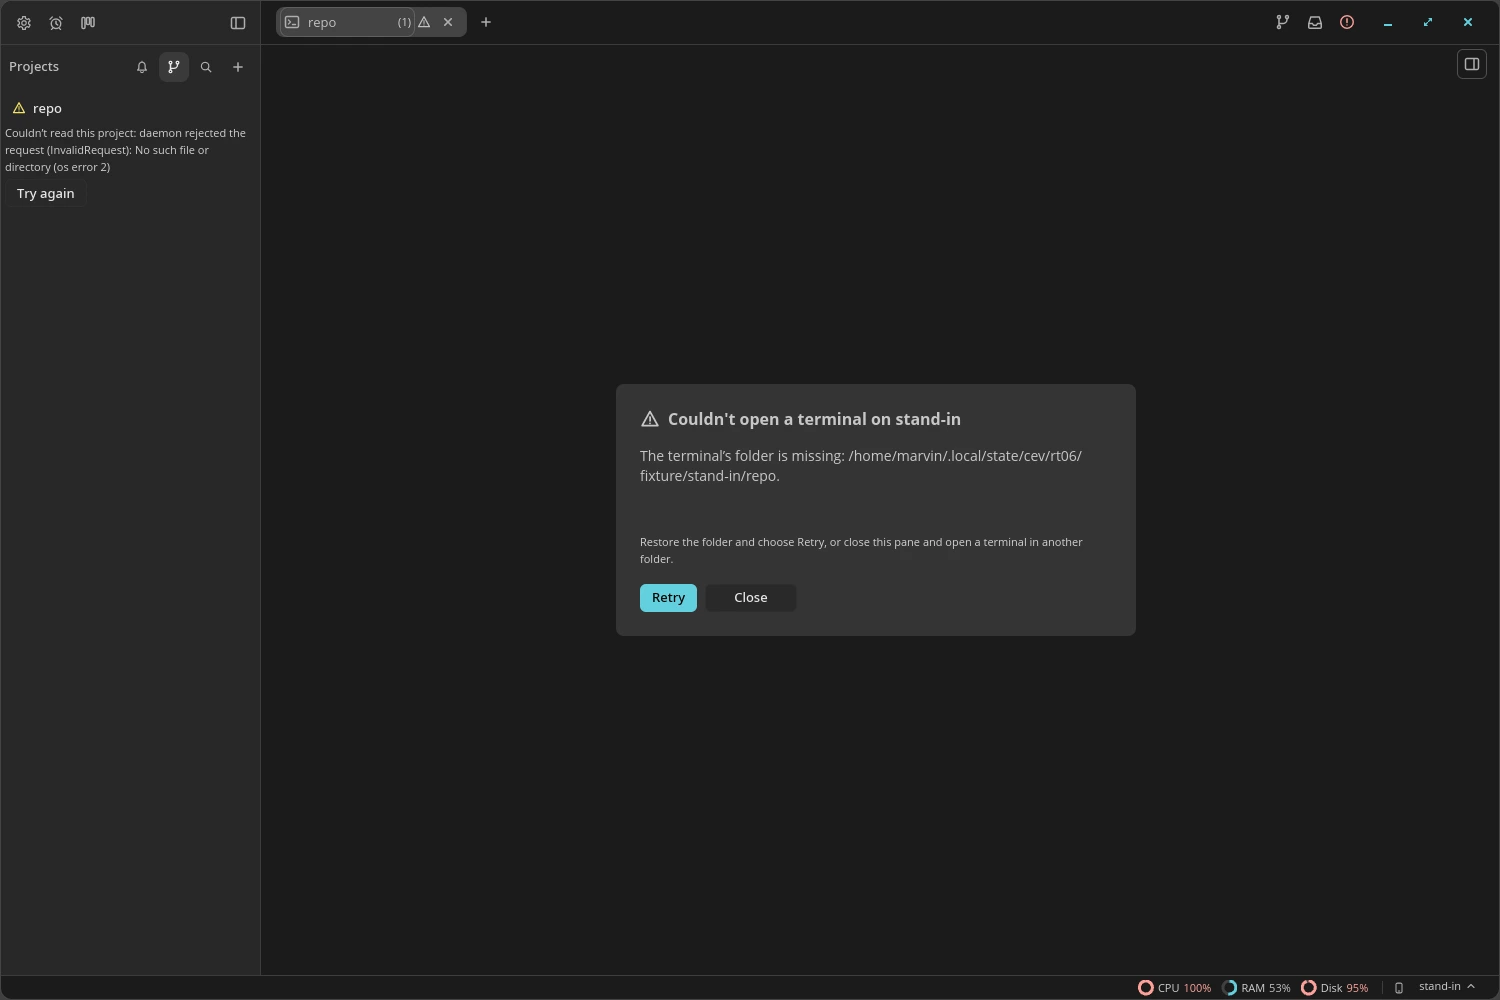 repo (1)
Projects
repo
Couldn't read this project: daemon rejected the
request (InvalidRequest): No such file or
directory (os error 2)
Try again
Couldn't open a terminal on stand-in
The terminal's folder is missing: /home/marvin/.local/state/cev/rt06/
fixture/stand-in/repo.
Restore the folder and choose Retry, or close this pane and open a terminal in another
folder.
Retry Close
CPU 100% RAM 53% Disk 95% stand-in